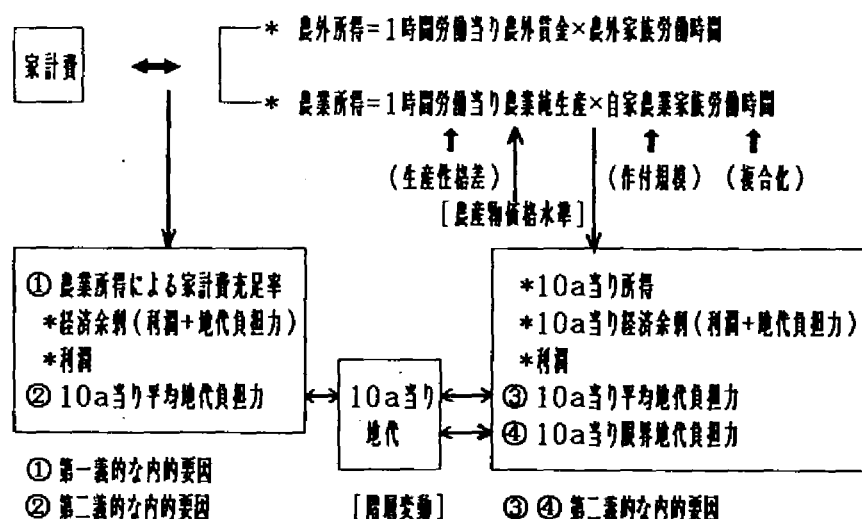 * 農外所得=1時間労働当り農外賃金×農外家族労働時間
家計費
* 農業所得=1時間労働当り農業純生産×自家農業家族労働時間
(生産性格差)
(作付規模)
(複合化)
[農産物価格水準]
① 農業所得による家計費充足率
*経済余剰(利潤+地代負担力)
*利潤
② 10a当り平均地代負担力
10a当り
地代
*10a当り所得
*10a当り経済余剰(利潤+地代負担力)
*利潤
③ 10a当り平均地代負担力
④ 10a当り限界地代負担力
① 第一義的な内的要因
② 第二義的な内的要因
[階層変動]
③ ④ 第二義的な内的要因